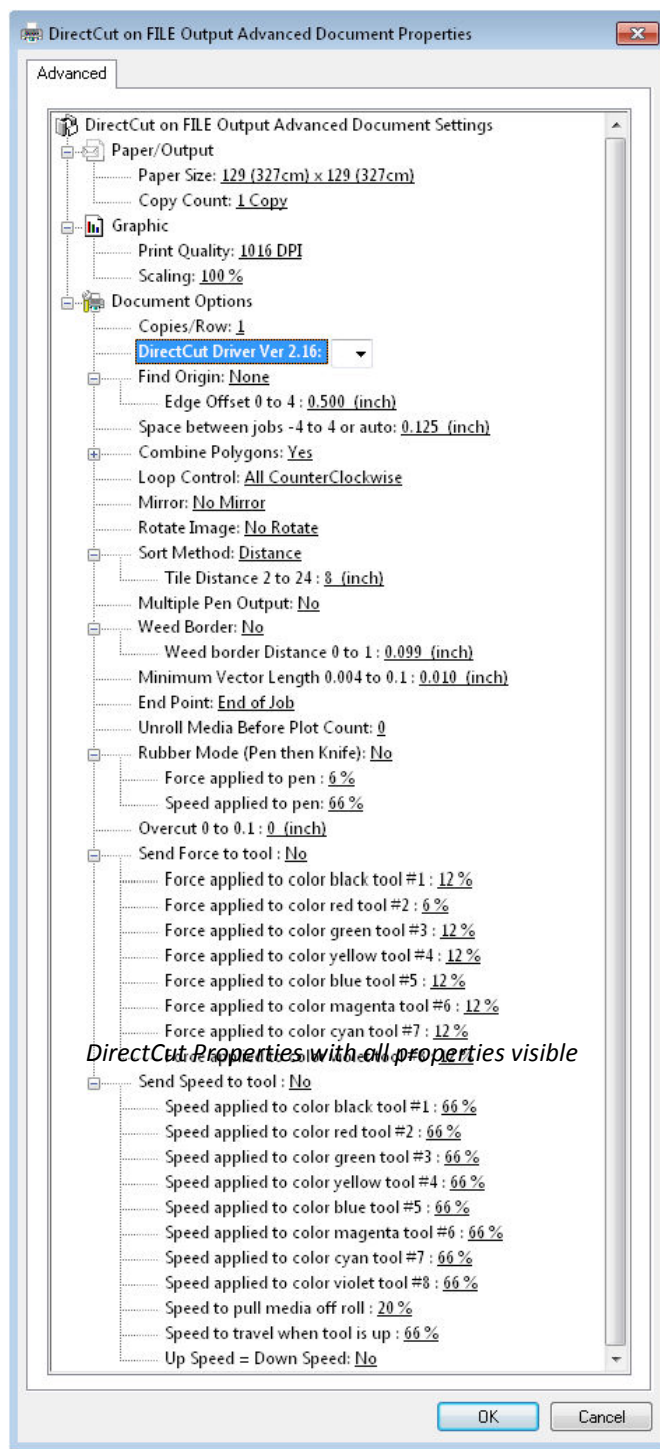 DirectCut on FILE Output Advanced Document Properties
Advanced
DirectCut on FILE Output Advanced Document Settings
Paper/Output
Paper Size: 129 (327cm) x 129 (327cm)
Copy Count: 1 Copy
Graphic
Print Quality: 1016 DPI
Scaling: 100 %
Document Options
Copies/Row: 1
DirectCut Driver Ver 2.16:
Find Origin: None
Edge Offset 0 to 4 : 0.500 (inch)
Space between jobs -4 to 4 or auto: 0.125 (inch)
Combine Polygons: Yes
Loop Control: All CounterClockwise
Mirror: No Mirror
Rotate Image: No Rotate
Sort Method: Distance
Tile Distance 2 to 24 : 8 (inch)
Multiple Pen Output: No
Weed Border: No
Weed border Distance 0 to 1 : 0.099 (inch)
Minimum Vector Length 0.004 to 0.1 : 0.010 (inch)
End Point: End of Job
Unroll Media Before Plot Count: 0
Rubber Mode (Pen then Knife): No
Force applied to pen : 6 %
Speed applied to pen: 66 %
Overcut 0 to 0.1 : 0 (inch)
Send Force to tool : No
Force applied to color black tool #1 : 12 %
Force applied to color red tool #2 : 6 %
Force applied to color green tool #3 : 12 %
Force applied to color yellow tool #4 : 12 %
Force applied to color blue tool #5 : 12 %
Force applied to color magenta tool #6 : 12 %
Force applied to color cyan tool #7 : 12 %
DirectCut Properties with all properties visible
Force applied to color violet tool #8 : 12 %
Send Speed to tool : No
Speed applied to color black tool #1 : 66 %
Speed applied to color red tool #2 : 66 %
Speed applied to color green tool #3 : 66 %
Speed applied to color yellow tool #4 : 66 %
Speed applied to color blue tool #5 : 66 %
Speed applied to color magenta tool #6 : 66 %
Speed applied to color cyan tool #7 : 66 %
Speed applied to color violet tool #8 : 66 %
Speed to pull media off roll : 20 %
Speed to travel when tool is up : 66 %
Up Speed = Down Speed: No
OK
Cancel